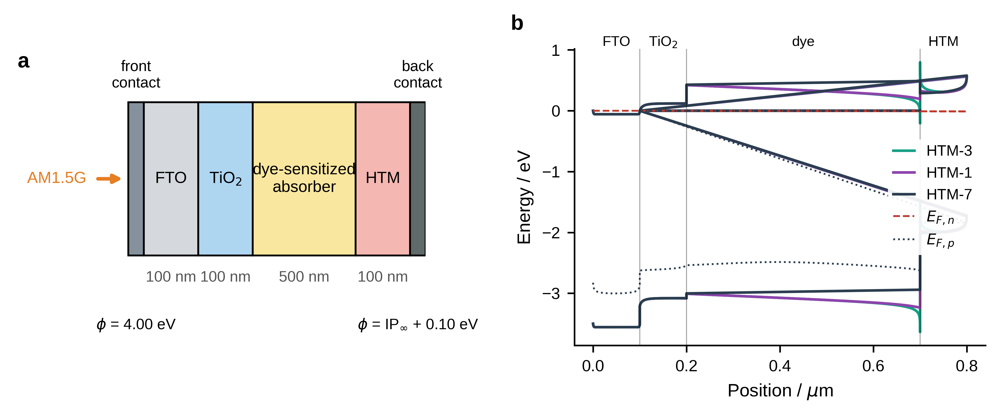 a
front
contact
back
contact
AM1.5G
FTO
TiO₂
dye-sensitized
absorber
HTM
100 nm
100 nm
500 nm
100 nm
ϕ = 4.00 eV
ϕ = IP∞ + 0.10 eV
b
FTO
TiO₂
dye
HTM
Energy / eV
1
0
−1
−2
−3
HTM-3
HTM-1
HTM-7
E_F,n
E_F,p
0.0
0.2
0.4
0.6
0.8
Position / μm